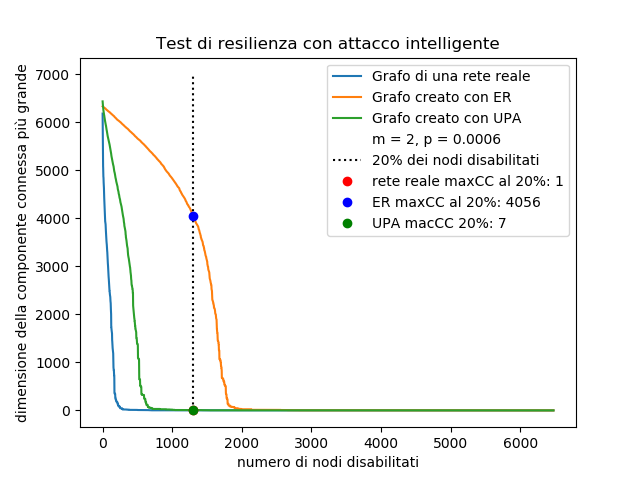 Test di resilienza con attacco intelligente
dimensione della componente connessa più grande
7000
6000
5000
4000
3000
2000
1000
0
Grafo di una rete reale
Grafo creato con ER
Grafo creato con UPA
m = 2, p = 0.0006
20% dei nodi disabilitati
rete reale maxCC al 20%: 1
ER maxCC al 20%: 4056
UPA macCC 20%: 7
0 1000 2000 3000 4000 5000 6000
numero di nodi disabilitati